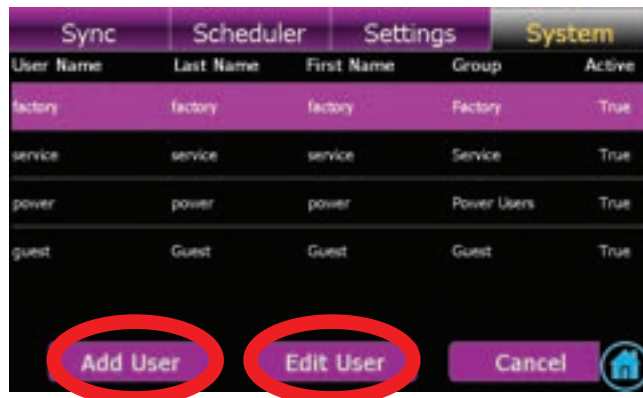 Sync Scheduler Settings System
User Name Last Name First Name Group Active
factory factory factory Factory True
service service service Service True
power power power Power Users True
guest Guest Guest Guest True
Add User Edit User Cancel